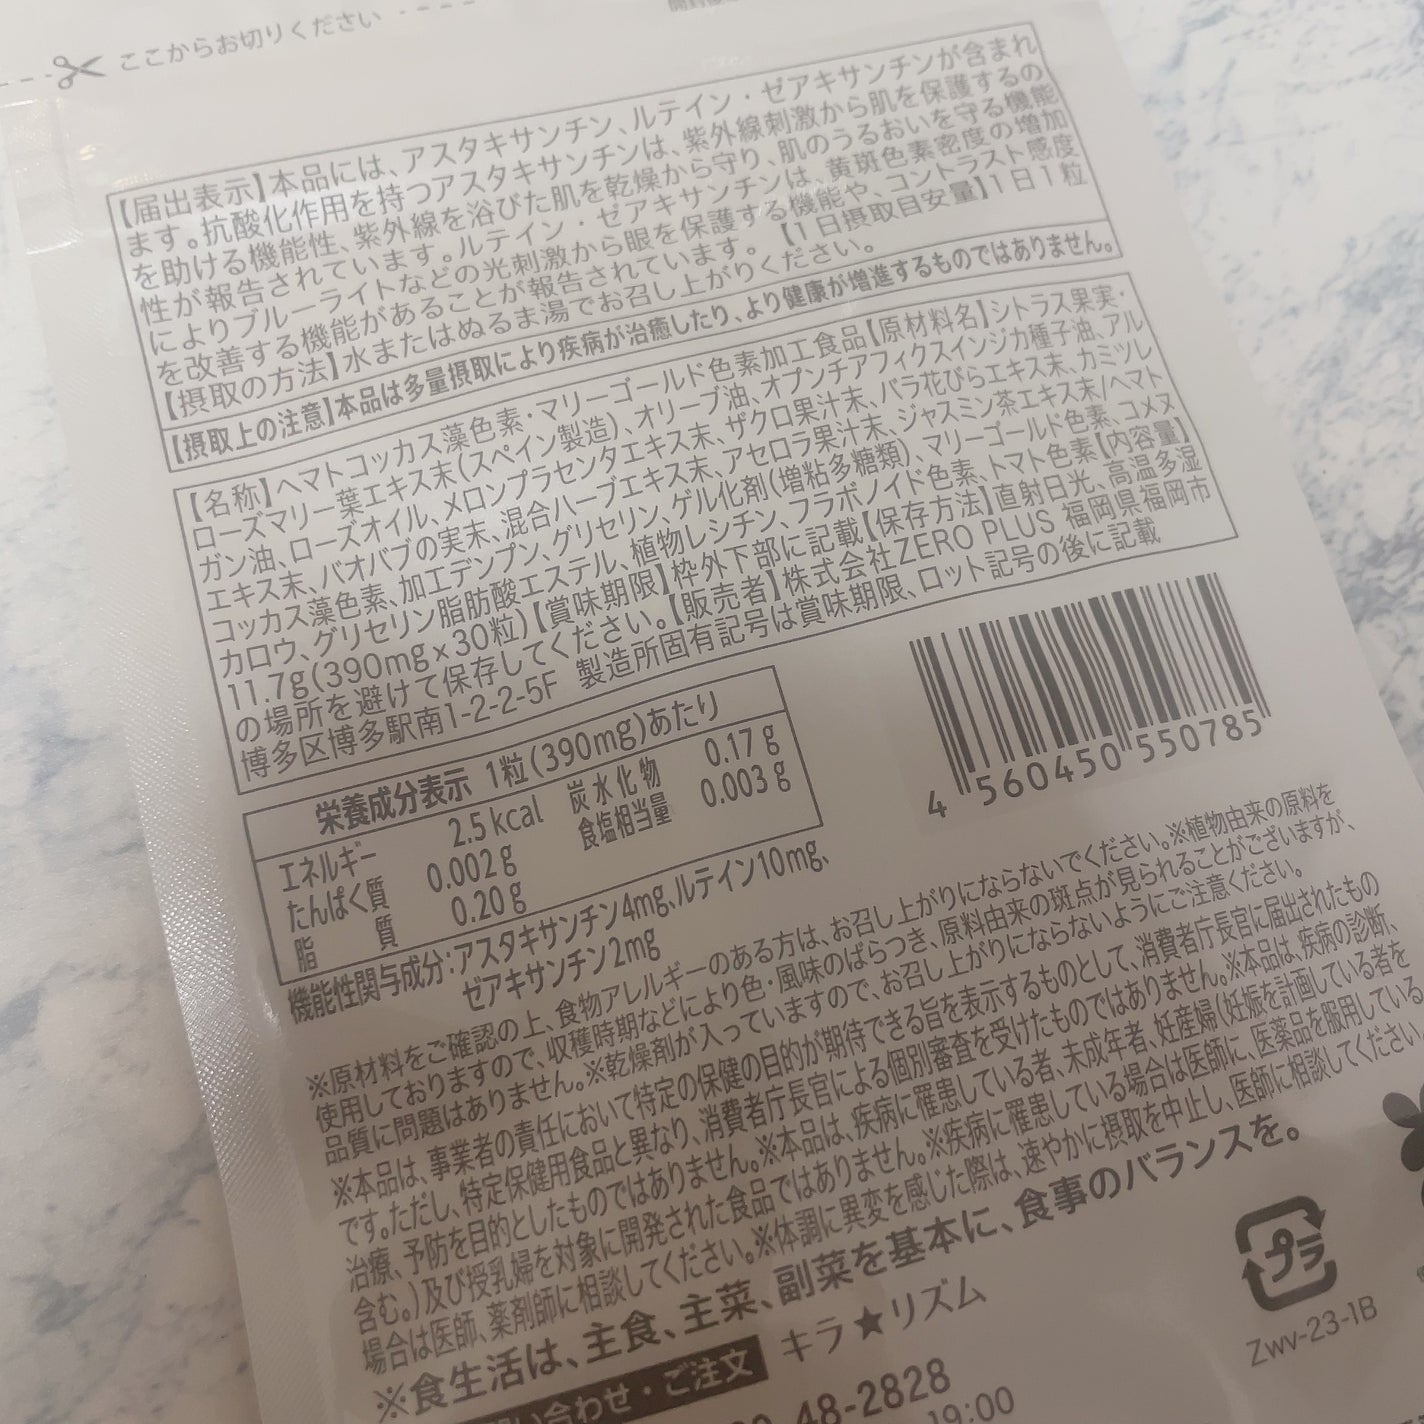 ここからお切りください
【届出表示】本品には、アスタキサンチン、ルテイン・ゼアキサンチンが含まれ
ます。抗酸化作用を持つアスタキサンチンは、紫外線刺激から肌を保護するの
を助ける機能性、紫外線を浴びた肌を乾燥から守り、肌のうるおいを守る機能
性が報告されています。ルテイン・ゼアキサンチンは、黄斑色素密度の増加
によりブルーライトなどの光刺激から眼を保護する機能や、コントラスト感度
を改善する機能があることが報告されています。【1日摂取目安量】1日1粒
【摂取の方法】水またはぬるま湯でお召し上がりください。
【摂取上の注意】本品は多量摂取により疾病が治癒したり、より健康が増進するものではありません。
【名称】ヘマトコッカス藻色素・マリーゴールド色素加工食品【原材料名】シトラス果実・
ローズマリー葉エキス末(スペイン製造)、オリーブ油、オプンチアフィクスインジカ種子油、アル
ガン油、ローズオイル、メロンプラセンタエキス末、ザクロ果汁末、バラ花びらエキス末、カミツレ
エキス末、バオバブの実末、混合ハーブエキス末、アセロラ果汁末、ジャスミン茶エキス末/ヘマト
コッカス藻色素、加工デンプン、グリセリン、ゲル化剤(増粘多糖類)、マリーゴールド色素、コメヌ
カロウ、グリセリン脂肪酸エステル、植物レシチン、フラボノイド色素、トマト色素【内容量】
11.7g(390mg×30粒)【賞味期限】枠外下部に記載【保存方法】直射日光、高温多湿
の場所を避けて保存してください。【販売者】株式会社ZERO PLUS 福岡県福岡市
博多区博多駅南1-2-2-5F 製造所固有記号は賞味期限、ロット記号の後に記載
栄養成分表示 1粒(390mg)あたり
エネルギー 2.5kcal 炭水化物 0.17g
たんぱく質 0.002g 食塩相当量 0.003g
脂質 0.20g
機能性関与成分:アスタキサンチン4mg、ルテイン10mg、
ゼアキサンチン2mg
4 560450 550785
※原材料をご確認の上、食物アレルギーのある方は、お召し上がりにならないでください。※植物由来の原料を
使用しておりますので、収穫時期などにより色・風味のばらつき、原料由来の斑点が見られることがございますが、
品質に問題はありません。※乾燥剤が入っていますので、お召し上がりにならないようにご注意ください。
※本品は、事業者の責任において特定の保健の目的が期待できる旨を表示するものとして、消費者庁長官に届出されたもの
です。ただし、特定保健用食品と異なり、消費者庁長官による個別審査を受けたものではありません。※本品は、疾病の診断、
治療、予防を目的としたものではありません。※本品は、疾病に罹患している者、未成年者、妊産婦(妊娠を計画している者を
含む。)及び授乳婦を対象に開発された食品ではありません。※疾病に罹患している場合は医師に、医薬品を服用している
場合は医師、薬剤師に相談してください。※体調に異変を感じた際は、速やかに摂取を中止し、医師に相談してください
※食生活は、主食、主菜、副菜を基本に、食事のバランスを。
い合わせ・ご注文 キラ★リズム
48-2828
19:00
プラ
Zwv-23-1B